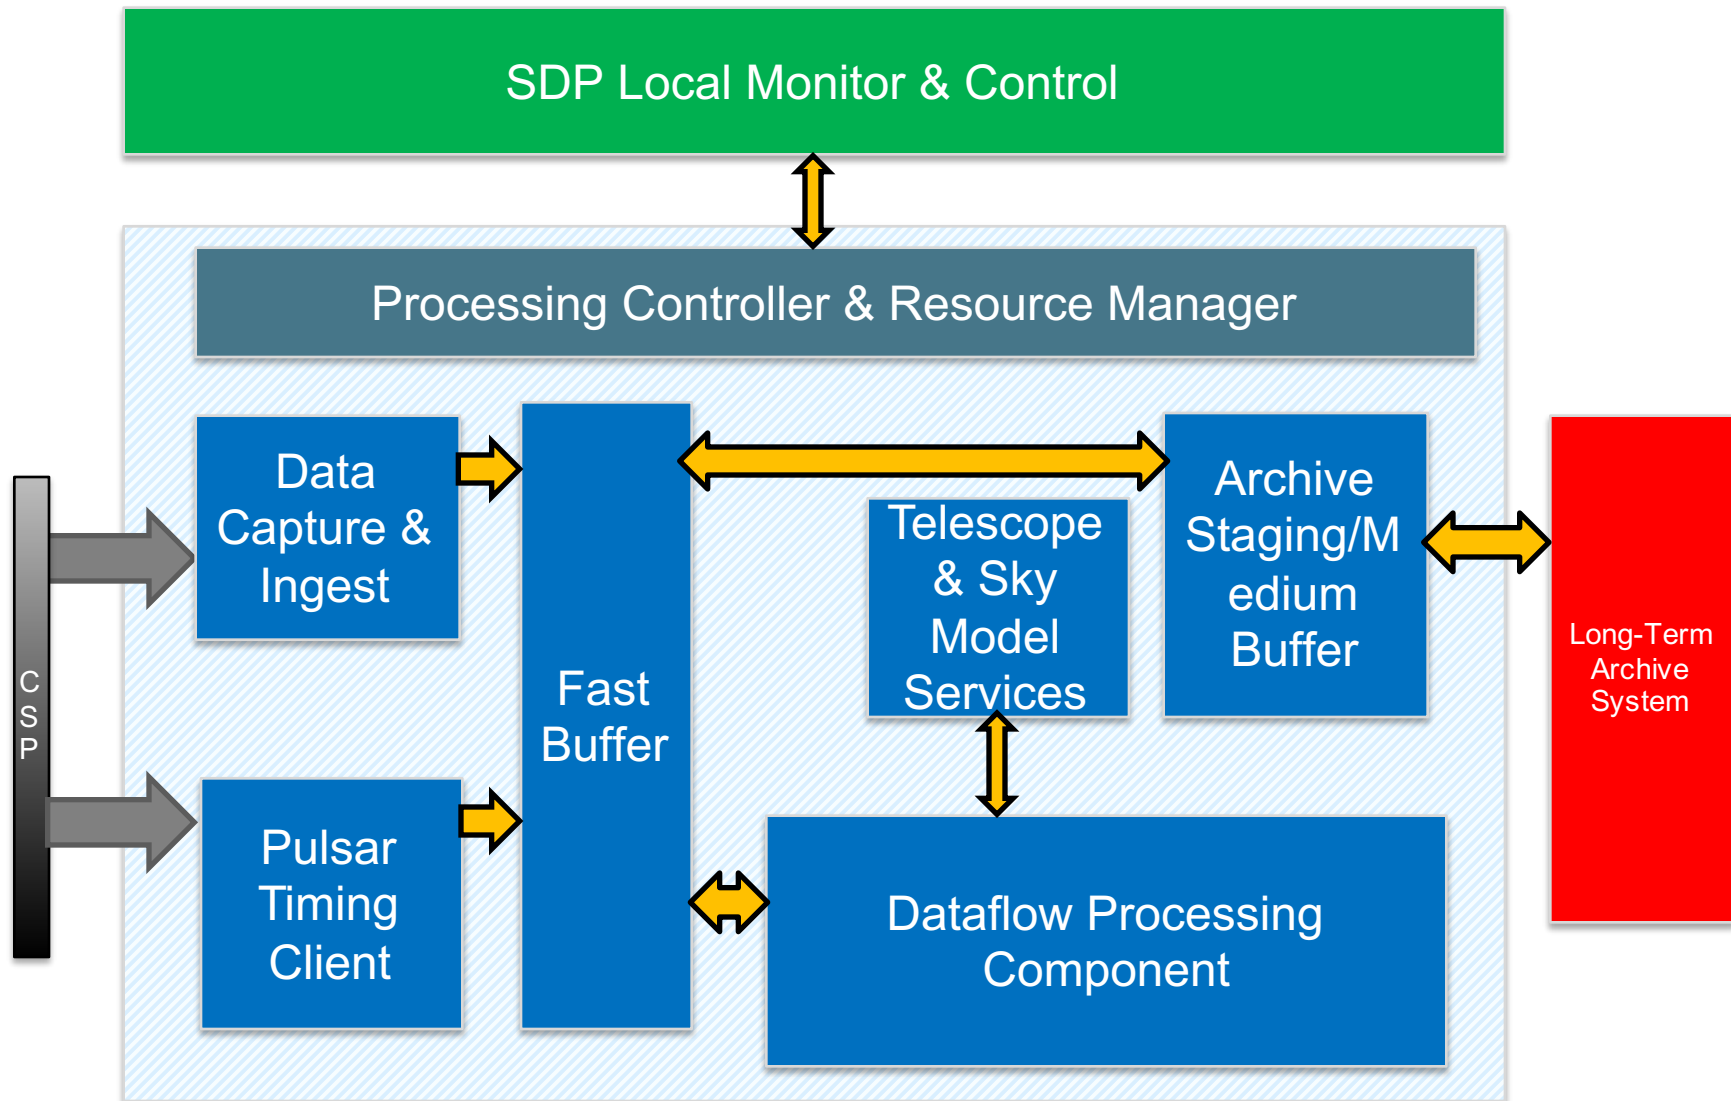 SDP Local Monitor & Control
Processing Controller & Resource Manager
Data
Capture &
Ingest
Fast
Buffer
Telescope
& Sky
Model
Services
Archive
Staging/M
edium
Buffer
Long-Term
Archive
System
C
S
P
Pulsar
Timing
Client
Dataflow Processing
Component